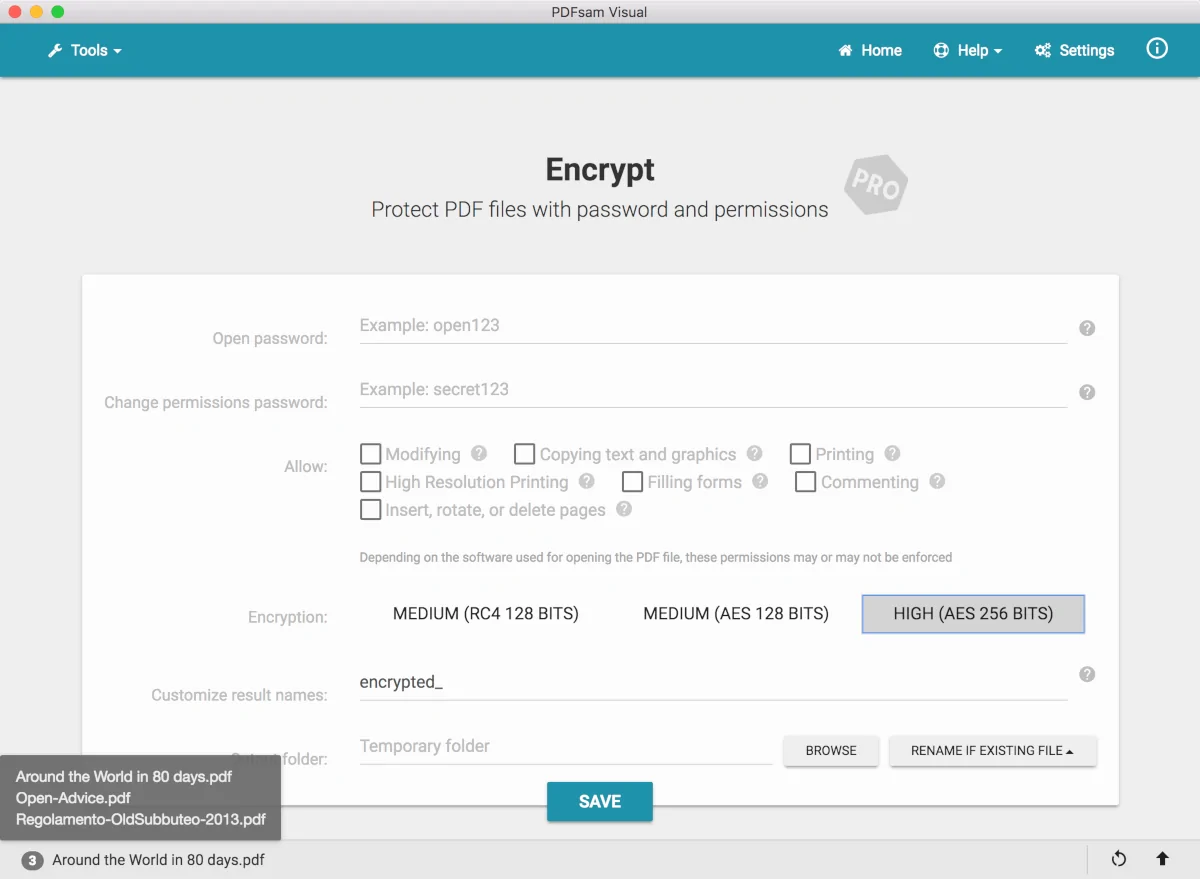 PDFsam Visual
Tools Home Help Settings
Encrypt
PRO
Protect PDF files with password and permissions
Open password: Example: open123
Change permissions password: Example: secret123
Allow: Modifying Copying text and graphics Printing
High Resolution Printing Filling forms Commenting
Insert, rotate, or delete pages
Depending on the software used for opening the PDF file, these permissions may or may not be enforced
Encryption: MEDIUM (RC4 128 BITS) MEDIUM (AES 128 BITS) HIGH (AES 256 BITS)
Customize result names: encrypted_
folder: Temporary folder BROWSE RENAME IF EXISTING FILE
Around the World in 80 days.pdf
Open-Advice.pdf
Regolamento-OldSubbuteo-2013.pdf
SAVE
3 Around the World in 80 days.pdf